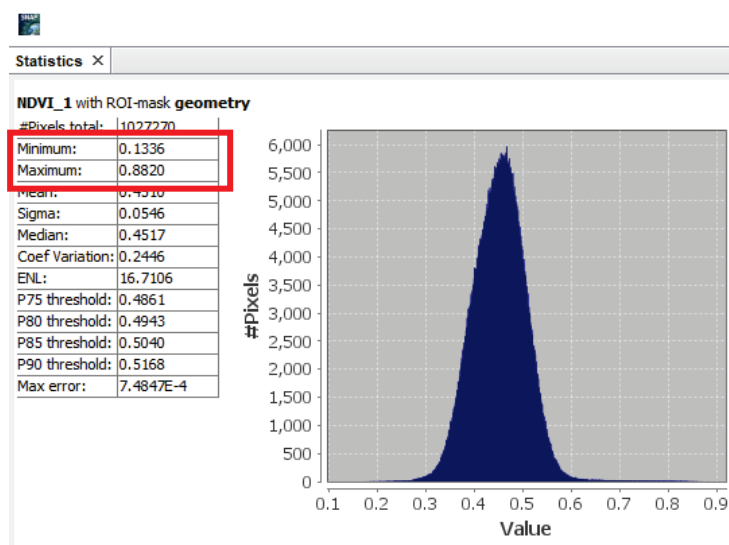 SNAP
Statistics ×
NDVI_1 with ROI-mask geometry
#Pixels total: 1027270
Minimum: 0.1336
Maximum: 0.8820
Mean: 0.4510
Sigma: 0.0546
Median: 0.4517
Coef Variation: 0.2446
ENL: 16.7106
P75 threshold: 0.4861
P80 threshold: 0.4943
P85 threshold: 0.5040
P90 threshold: 0.5168
Max error: 7.4847E-4
#Pixels
6,000
5,500
5,000
4,500
4,000
3,500
3,000
2,500
2,000
1,500
1,000
500
0
0.1 0.2 0.3 0.4 0.5 0.6 0.7 0.8 0.9
Value